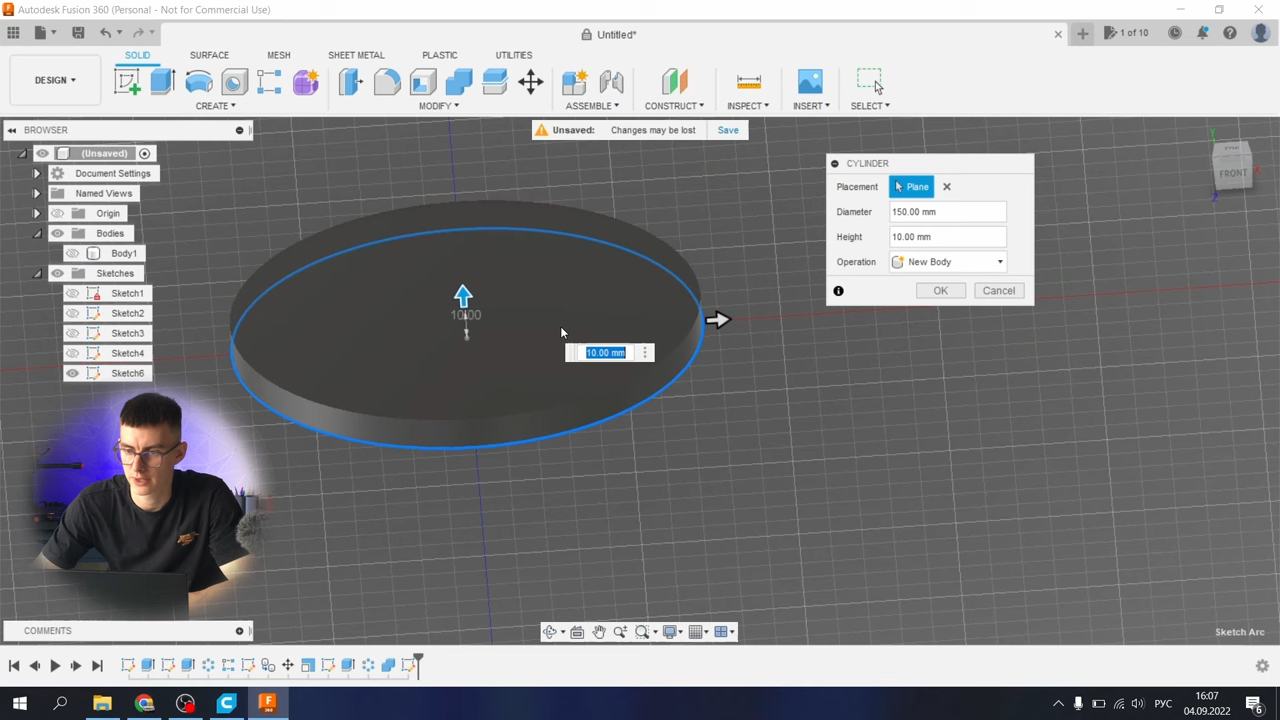 Autodesk Fusion 360 (Personal - Not for Commercial Use)
Untitled*
1 of 10
DESIGN
SOLID
SURFACE
MESH
SHEET METAL
PLASTIC
UTILITIES
CREATE
MODIFY
ASSEMBLE
CONSTRUCT
INSPECT
INSERT
SELECT
BROWSER
Unsaved: Changes may be lost Save
(Unsaved)
Document Settings
Named Views
Origin
Bodies
Body1
Sketches
Sketch1
Sketch2
Sketch3
Sketch4
Sketch6
CYLINDER
Placement Plane
Diameter 150.00 mm
Height 10.00 mm
Operation New Body
OK Cancel
FRONT
Y
X
Z
10.00
10.00 mm
COMMENTS
Sketch Arc
РУС
16:07
04.09.2022
6